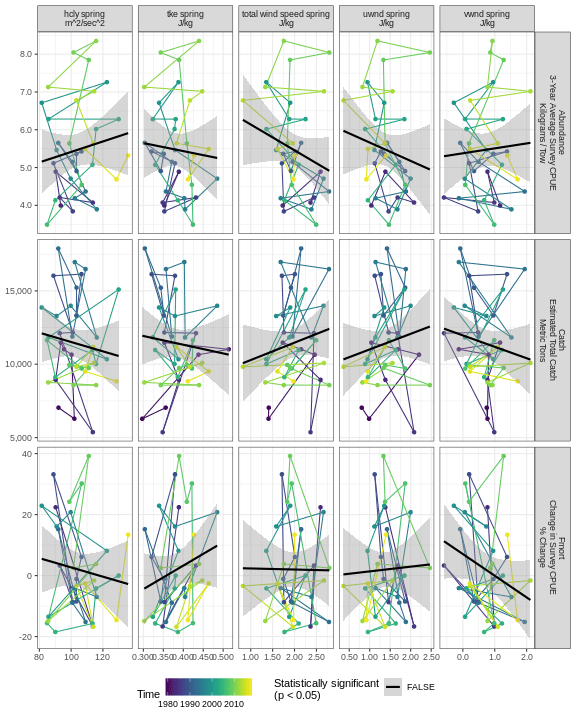 hcly spring
m^2/sec^2
tke spring
J/kg
total wind speed spring
J/kg
uwnd spring
J/kg
vwnd spring
J/kg
8.0
7.0
6.0
5.0
4.0
Abundance
3-Year Average Survey CPUE
Kilograms / Tow
15,000
10,000
5,000
Catch
Estimated Total Catch
Metric Tons
40
20
0
-20
Fmort
Change in Survey CPUE
% Change
80 100 120
0.300 0.350 0.400 0.450 0.500
1.00 1.50 2.00 2.50
0.50 1.00 1.50 2.00 2.50
0.0 1.0 2.0
Time
1980 1990 2000 2010
Statistically significant
(p < 0.05)
FALSE